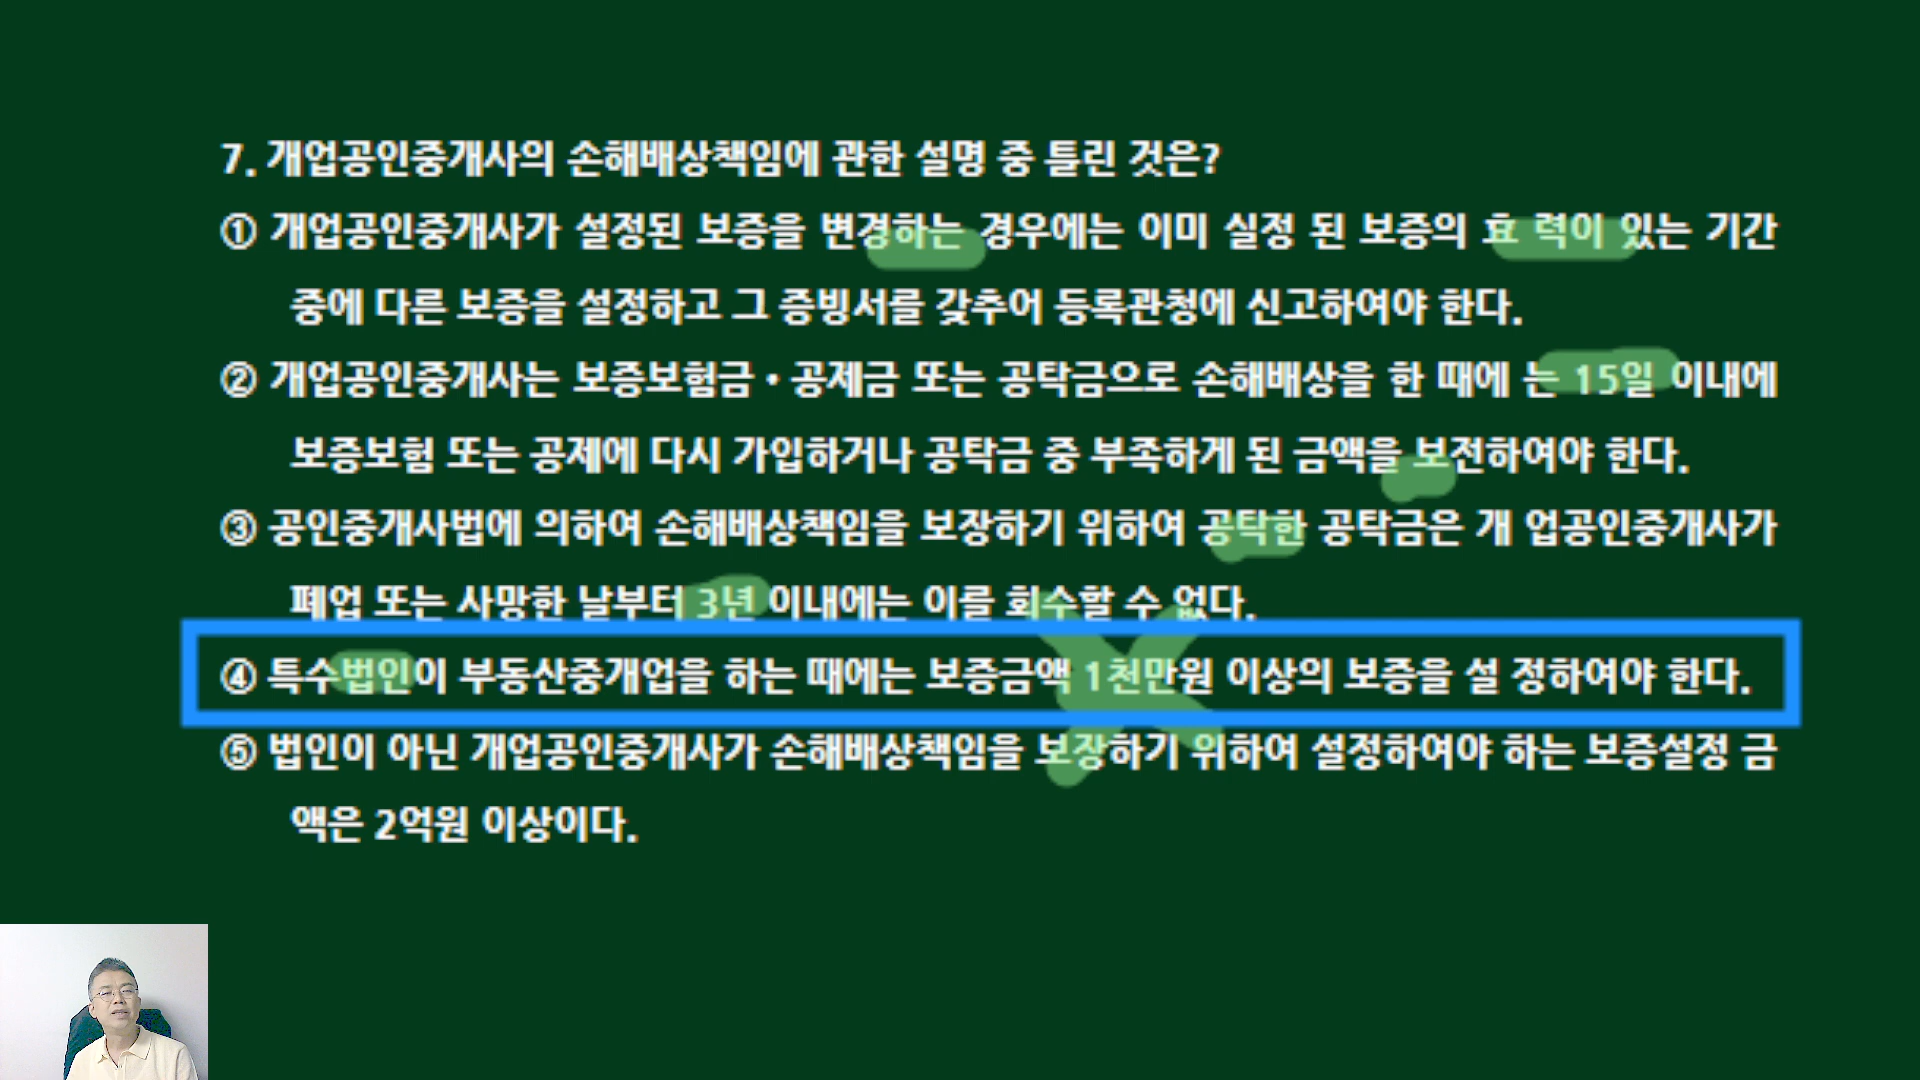 7. 개업공인중개사의 손해배상책임에 관한 설명 중 틀린 것은?
① 개업공인중개사가 설정된 보증을 변경하는 경우에는 이미 실정 된 보증의 효 력이 있는 기간
중에 다른 보증을 설정하고 그 증빙서를 갖추어 등록관청에 신고하여야 한다.
② 개업공인중개사는 보증보험금・공제금 또는 공탁금으로 손해배상을 한 때에 는 15일 이내에
보증보험 또는 공제에 다시 가입하거나 공탁금 중 부족하게 된 금액을 보전하여야 한다.
③ 공인중개사법에 의하여 손해배상책임을 보장하기 위하여 공탁한 공탁금은 개 업공인중개사가
폐업 또는 사망한 날부터 3년 이내에는 이를 회수할 수 없다.
④ 특수법인이 부동산중개업을 하는 때에는 보증금액 1천만원 이상의 보증을 설 정하여야 한다.
⑤ 법인이 아닌 개업공인중개사가 손해배상책임을 보장하기 위하여 설정하여야 하는 보증설정 금
액은 2억원 이상이다.